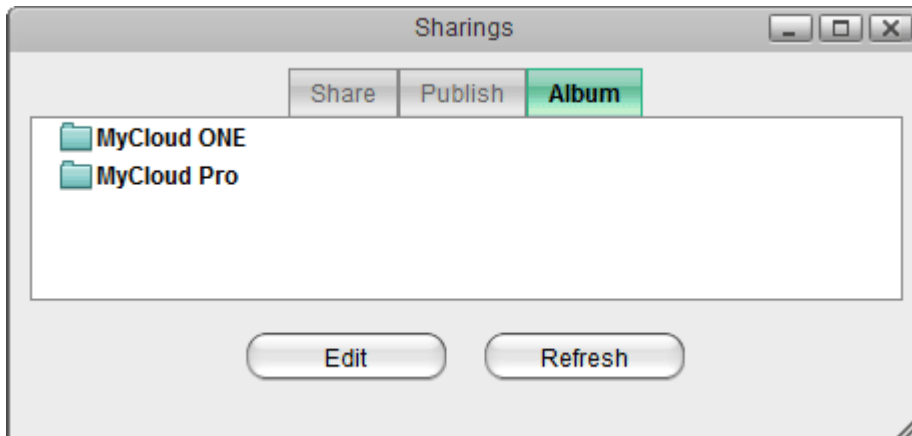 Sharings
Share Publish Album
MyCloud ONE
MyCloud Pro
Edit Refresh